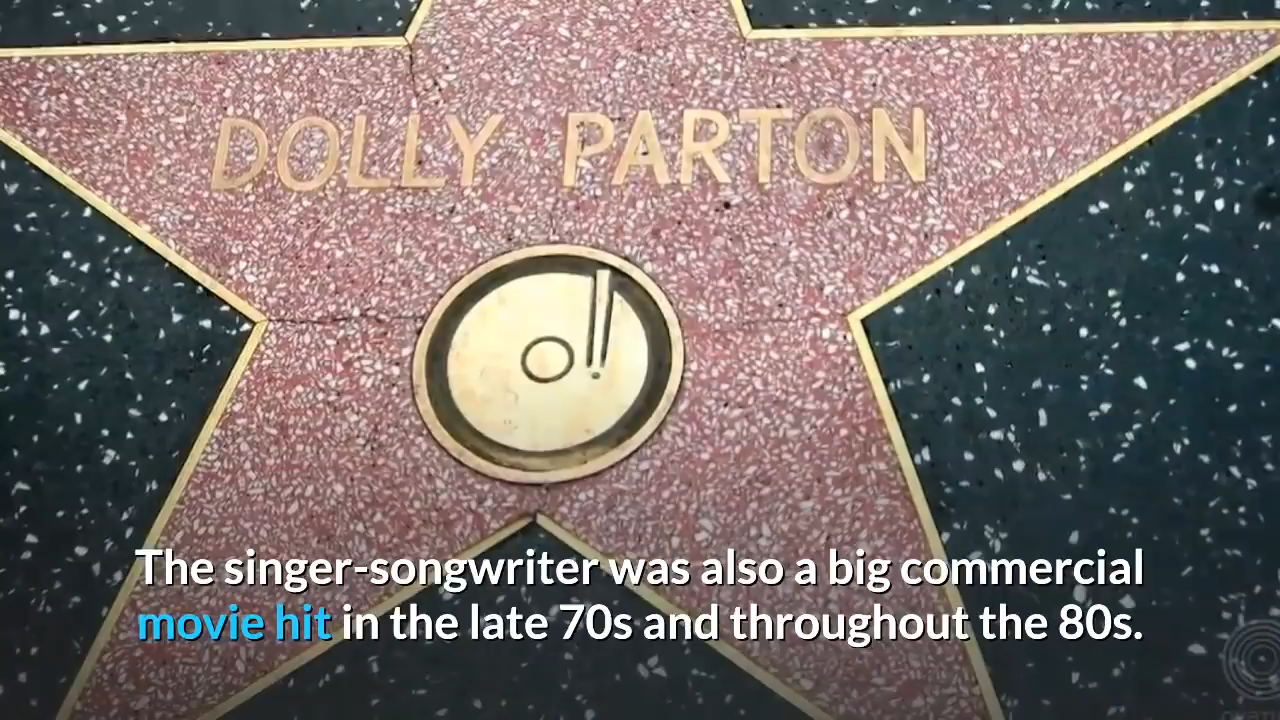 DOLLY PARTON
The singer-songwriter was also a big commercial
movie hit in the late 70s and throughout the 80s.